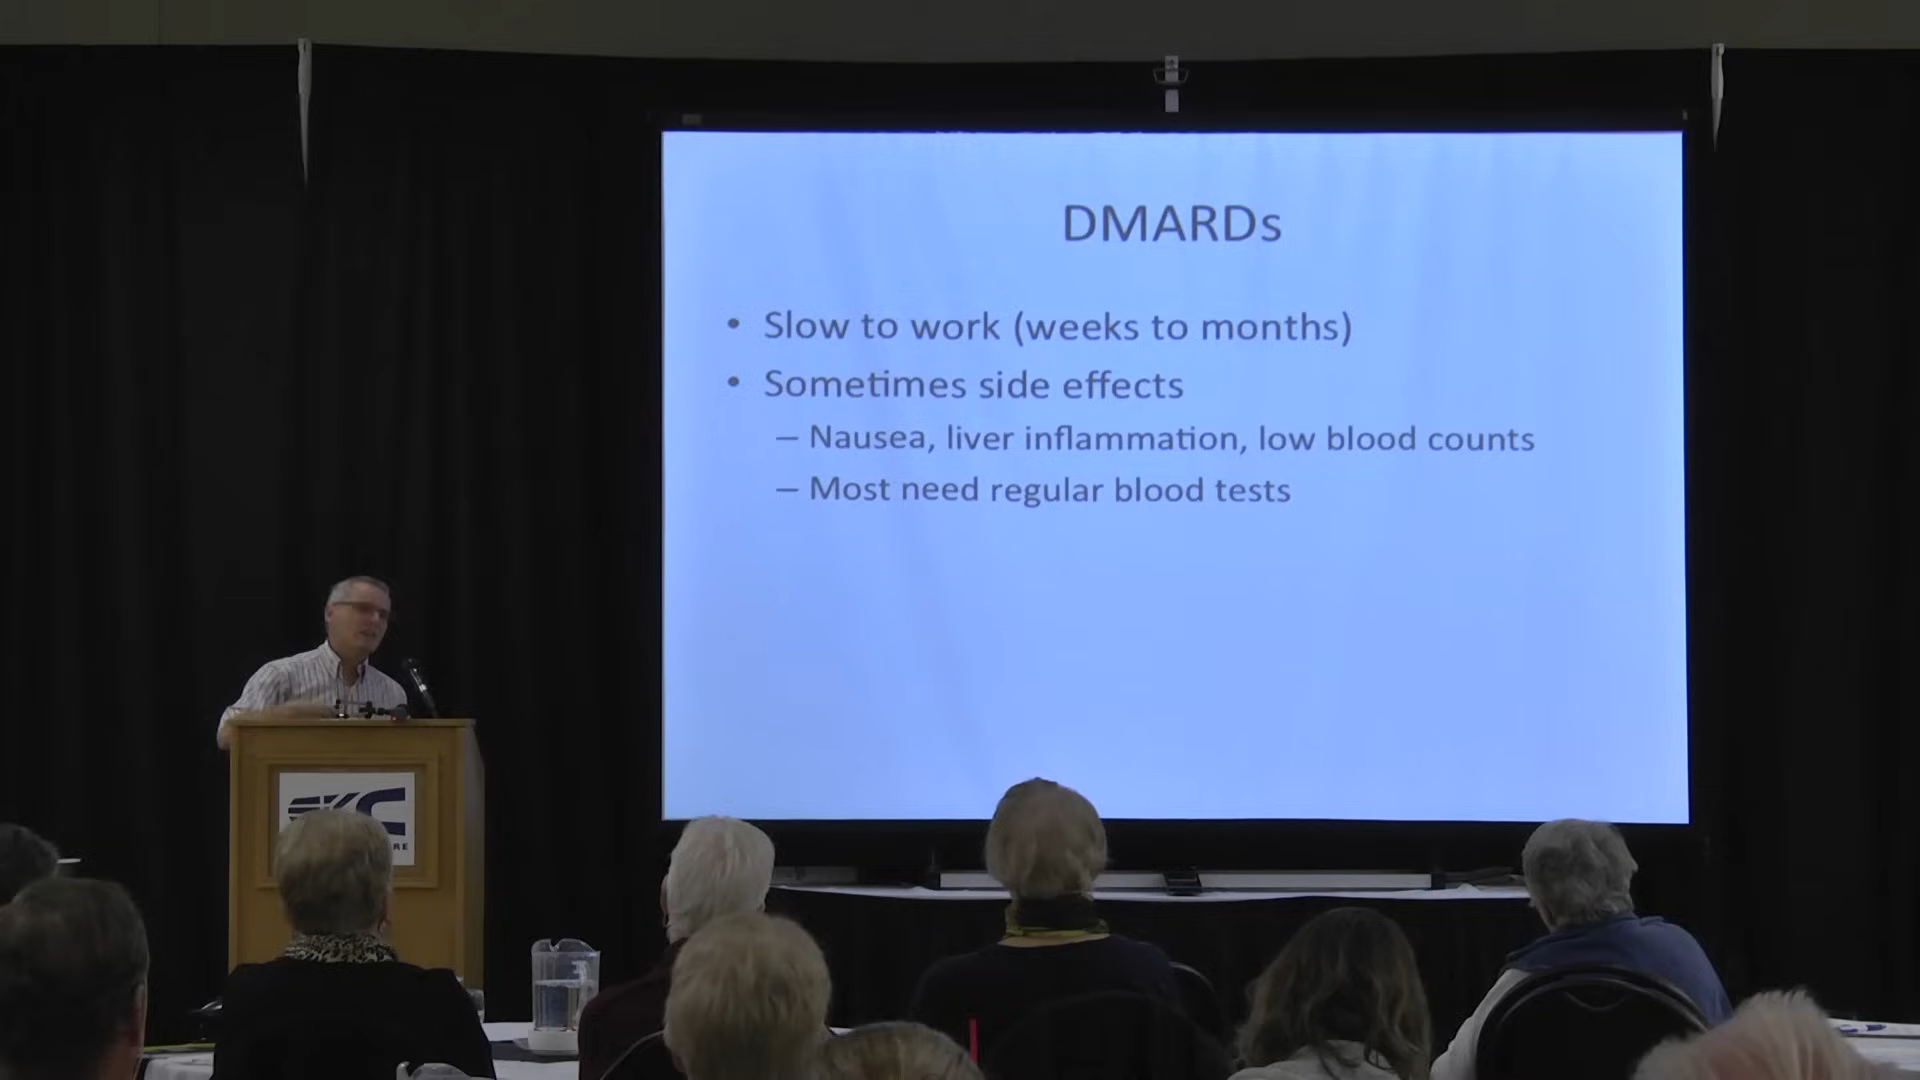 DMARDs
• Slow to work (weeks to months)
• Sometimes side effects
– Nausea, liver inflammation, low blood counts
– Most need regular blood tests